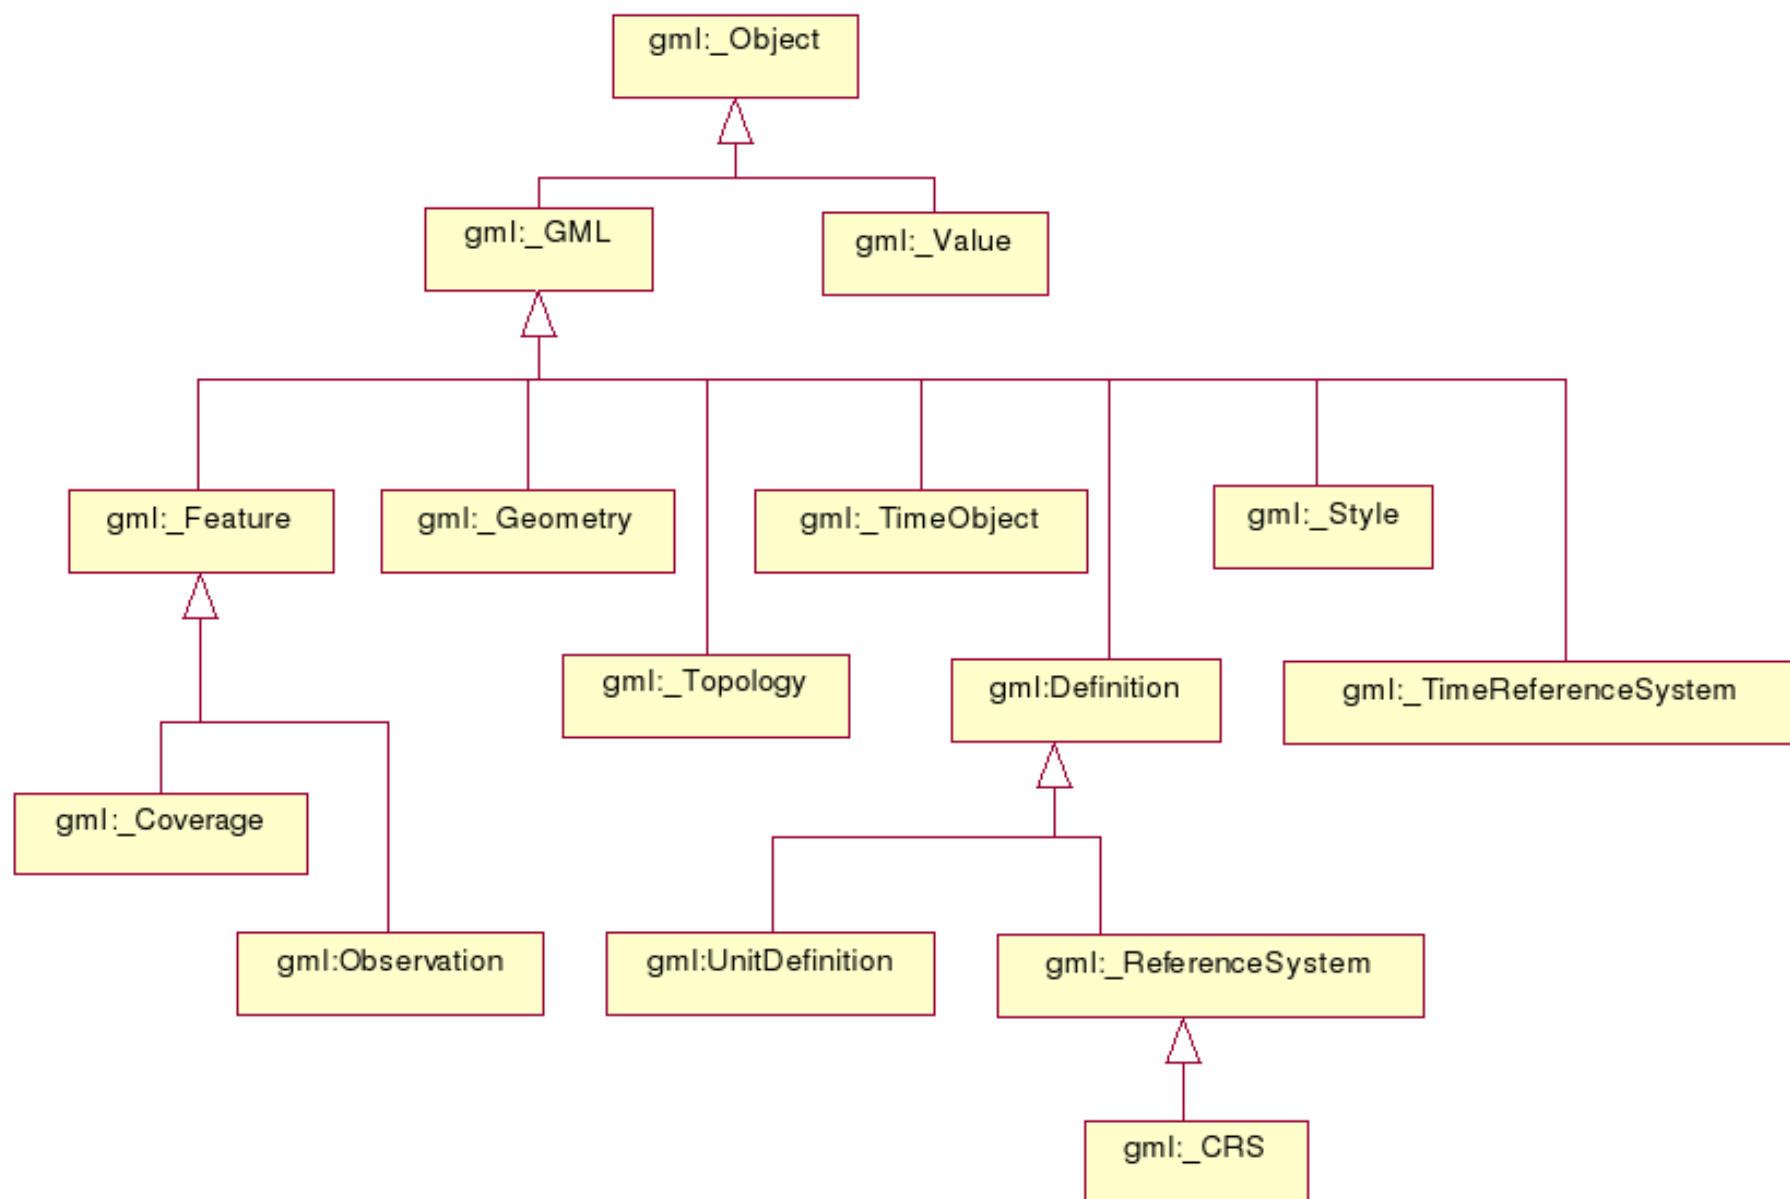 gml:_Object
gml:_GML
gml:_Value
gml:_Feature
gml:_Geometry
gml:_TimeObject
gml:_Style
gml:_Topology
gml:Definition
gml:_TimeReferenceSystem
gml:_Coverage
gml:Observation
gml:UnitDefinition
gml:_ReferenceSystem
gml:_CRS